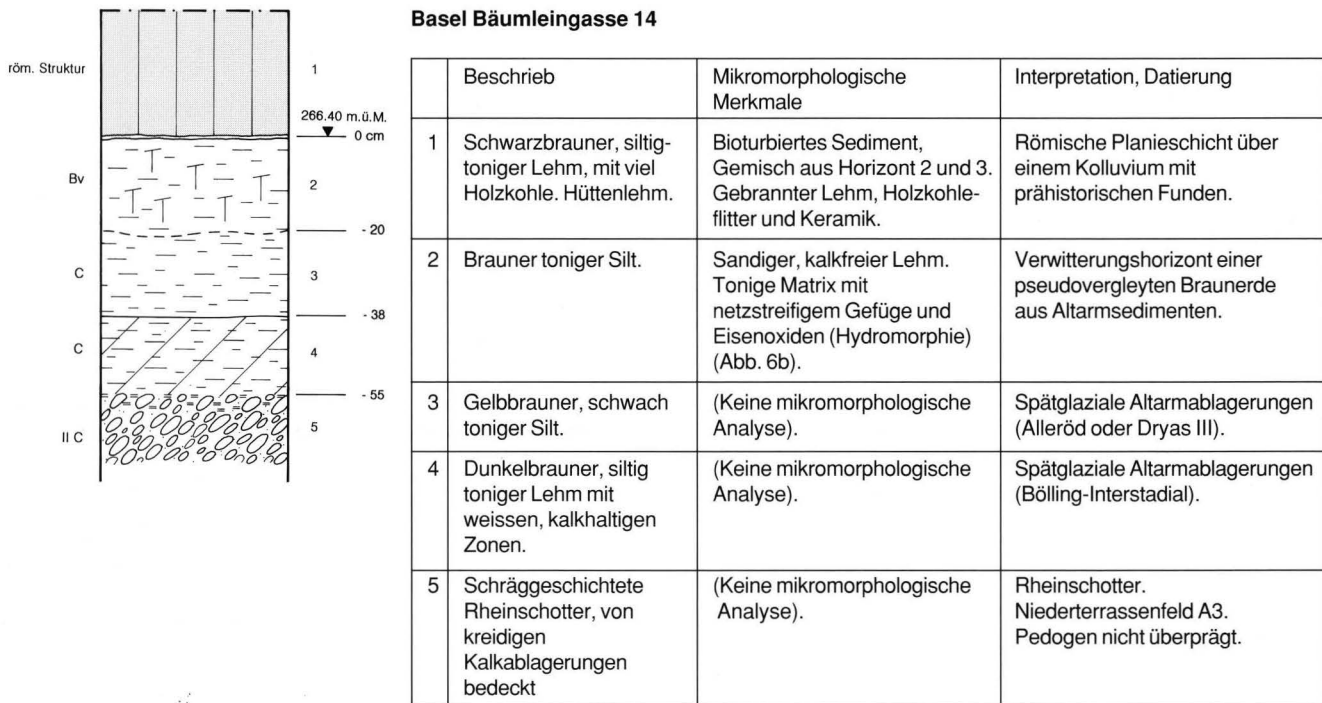 Basel Bäumleingasse 14
röm. Struktur
1
266.40 m.ü.M.
0 cm
Bv
2
- 20
C
3
- 38
C
4
- 55
II C
5
Beschrieb
Mikromorphologische
Merkmale
Interpretation, Datierung
1
Schwarzbrauner, siltig-
toniger Lehm, mit viel
Holzkohle. Hüttenlehm.
Bioturbiertes Sediment,
Gemisch aus Horizont 2 und 3.
Gebrannter Lehm, Holzkohle-
flitter und Keramik.
Römische Planieschicht über
einem Kolluvium mit
prähistorischen Funden.
2
Brauner toniger Silt.
Sandiger, kalkfreier Lehm.
Tonige Matrix mit
netzstreifigem Gefüge und
Eisenoxiden (Hydromorphie)
(Abb. 6b).
Verwitterungshorizont einer
pseudovergleyten Braunerde
aus Altarmsedimenten.
3
Gelbbrauner, schwach
toniger Silt.
(Keine mikromorphologische
Analyse).
Spätglaziale Altarmablagerungen
(Alleröd oder Dryas III).
4
Dunkelbrauner, siltig
toniger Lehm mit
weissen, kalkhaltigen
Zonen.
(Keine mikromorphologische
Analyse).
Spätglaziale Altarmablagerungen
(Bölling-Interstadial).
5
Schräggeschichtete
Rheinschotter, von
kreidigen
Kalkablagerungen
bedeckt
(Keine mikromorphologische
Analyse).
Rheinschotter.
Niederterrassenfeld A3.
Pedogen nicht überprägt.